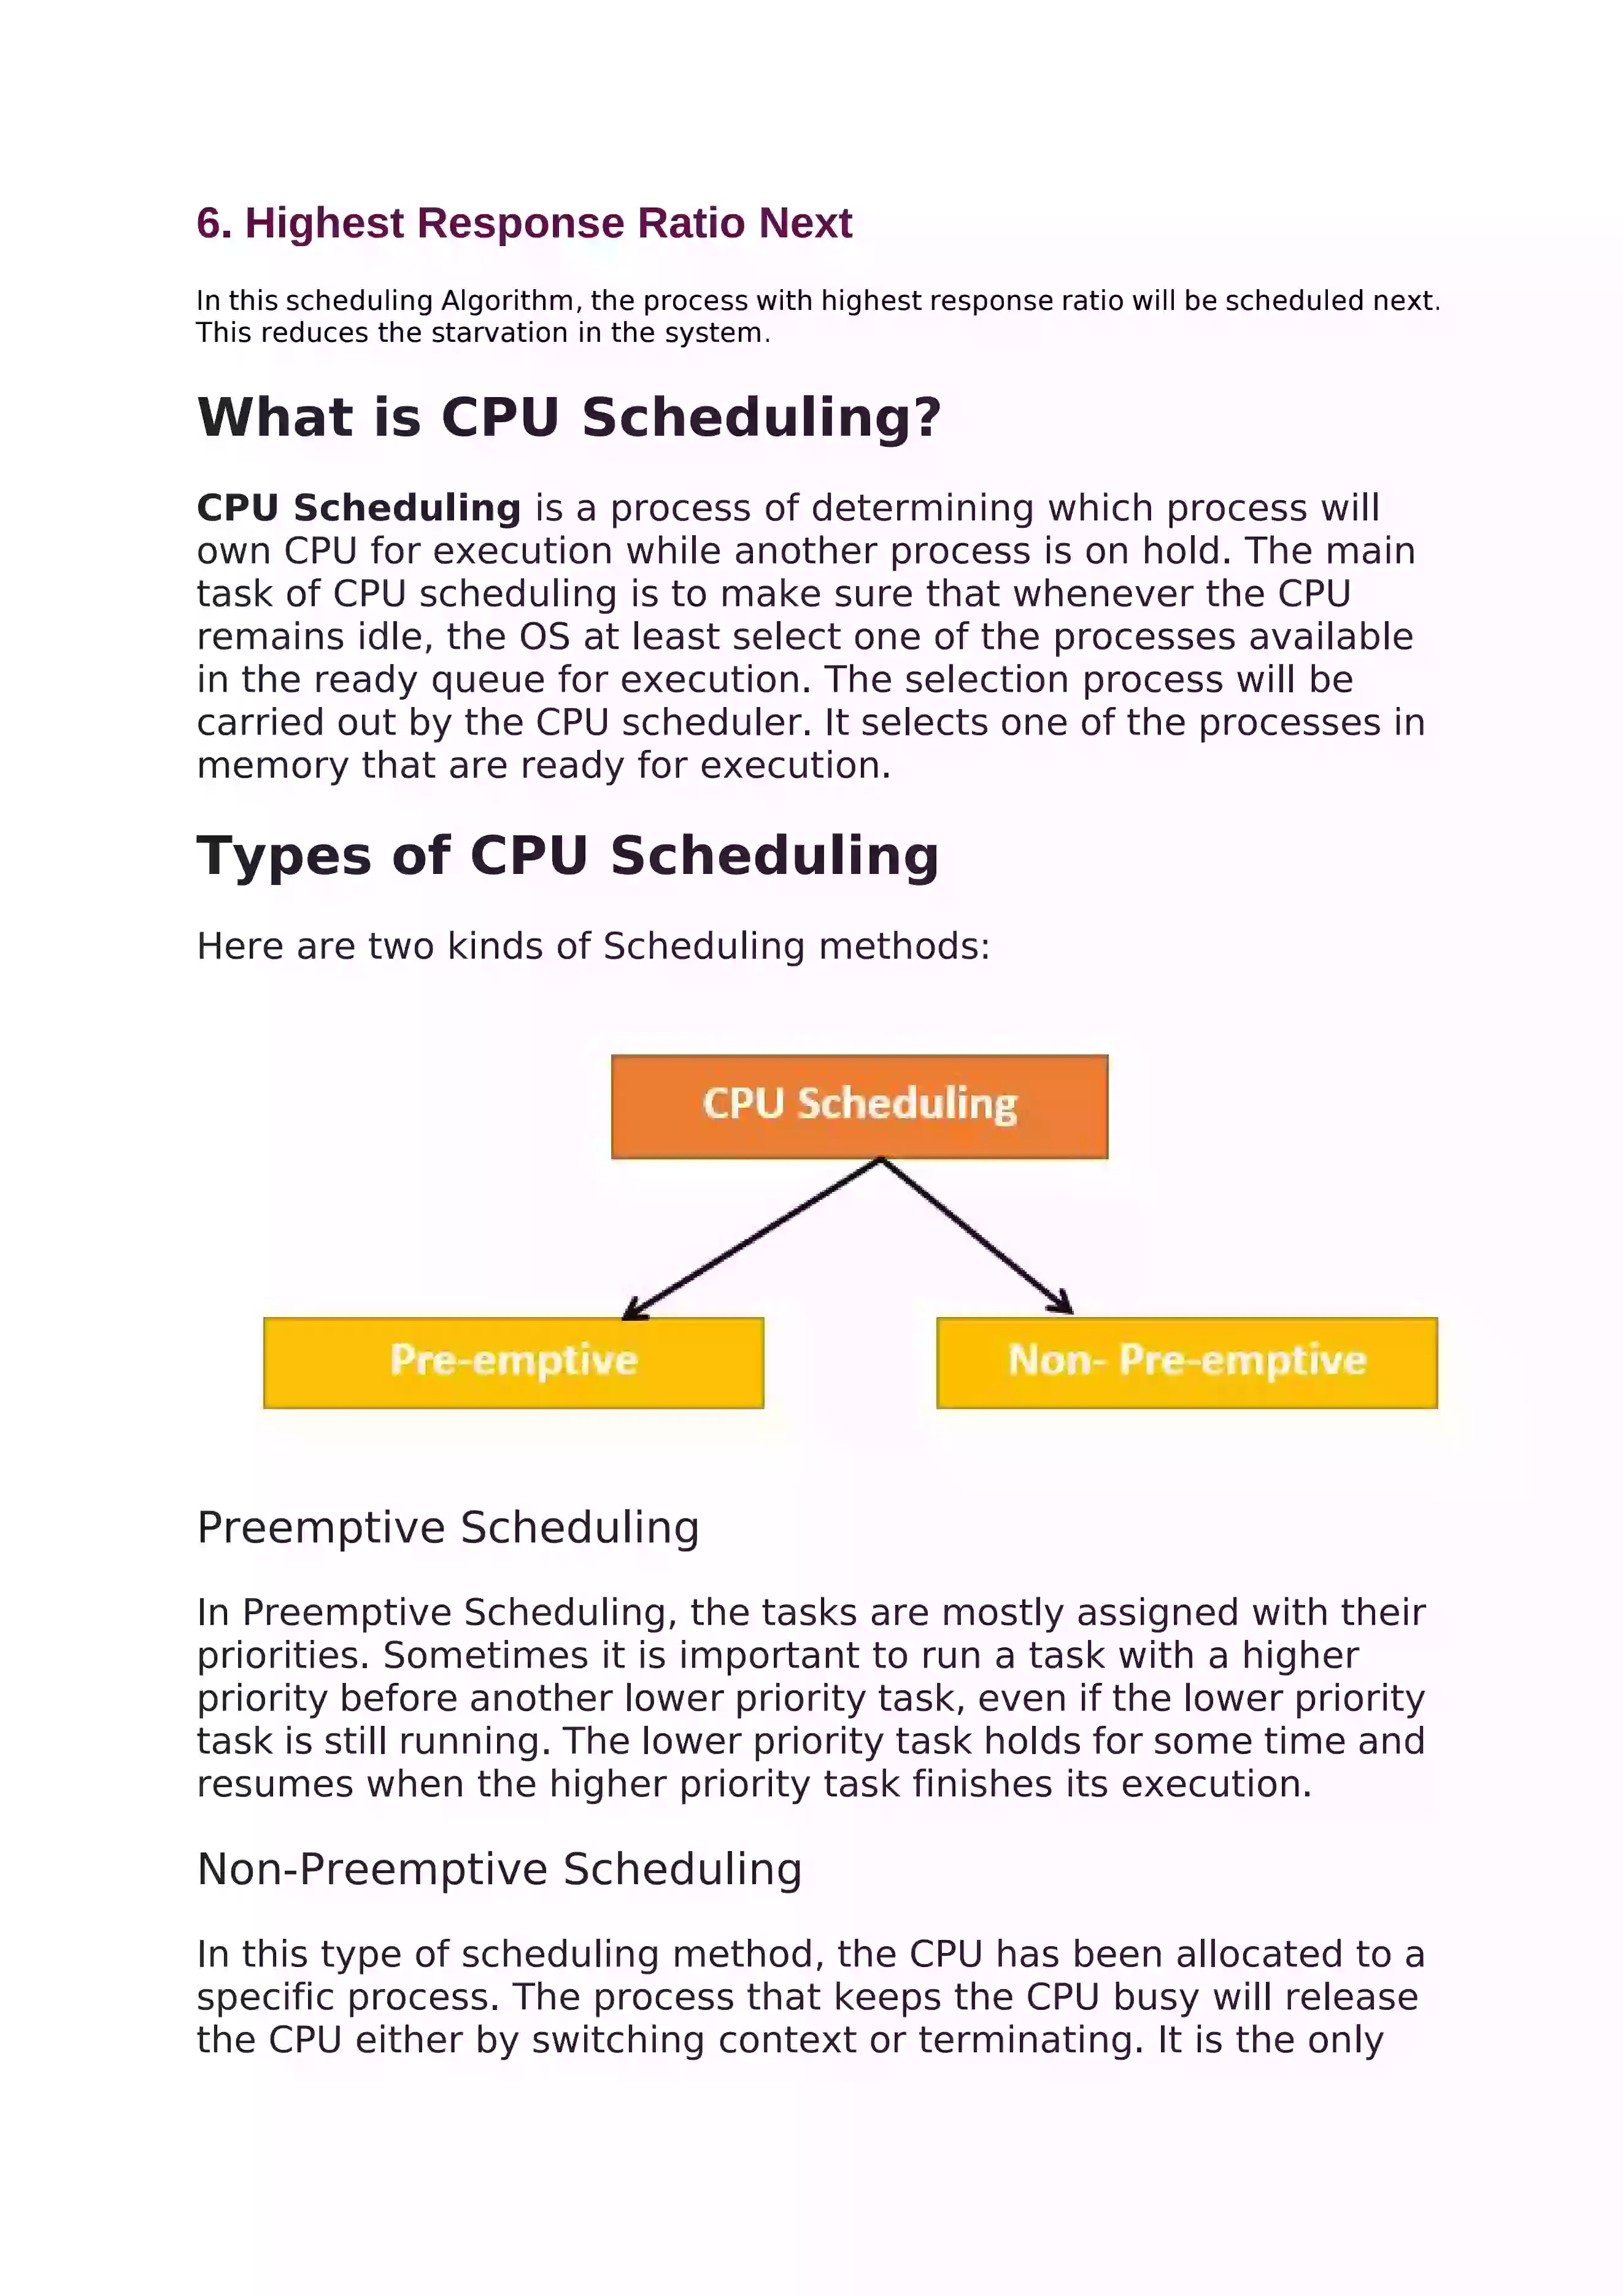 6. Highest Response Ratio Next
In this scheduling Algorithm, the process with highest response ratio will be scheduled next.
This reduces the starvation in the system.
What is CPU Scheduling?
CPU Scheduling is a process of determining which process will
own CPU for execution while another process is on hold. The main
task of CPU scheduling is to make sure that whenever the CPU
remains idle, the OS at least select one of the processes available
in the ready queue for execution. The selection process will be
carried out by the CPU scheduler. It selects one of the processes in
memory that are ready for execution.
Types of CPU Scheduling
Here are two kinds of Scheduling methods:
CPU Scheduling
Pre-emptive
Non- Pre-emptive
Preemptive Scheduling
In Preemptive Scheduling, the tasks are mostly assigned with their
priorities. Sometimes it is important to run a task with a higher
priority before another lower priority task, even if the lower priority
task is still running. The lower priority task holds for some time and
resumes when the higher priority task finishes its execution.
Non-Preemptive Scheduling
In this type of scheduling method, the CPU has been allocated to a
specific process. The process that keeps the CPU busy will release
the CPU either by switching context or terminating. It is the only